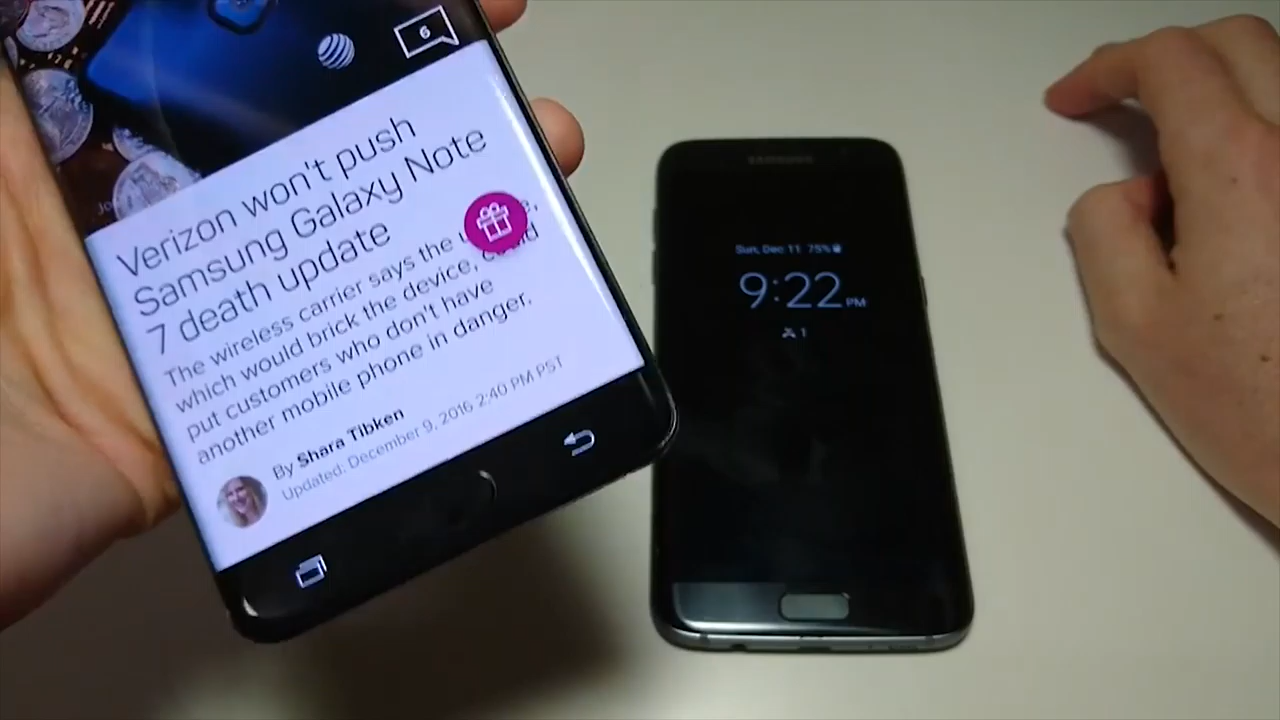 6
Verizon won't push
Samsung Galaxy Note
7 death update
The wireless carrier says the
which would brick the device,
put customers who don't have
another mobile phone in danger.
By Shara Tibken
Updated: December 9, 2016 2:40 PM PST
SAMSUNG
Sun, Dec 11 75%
9:22 PM
1